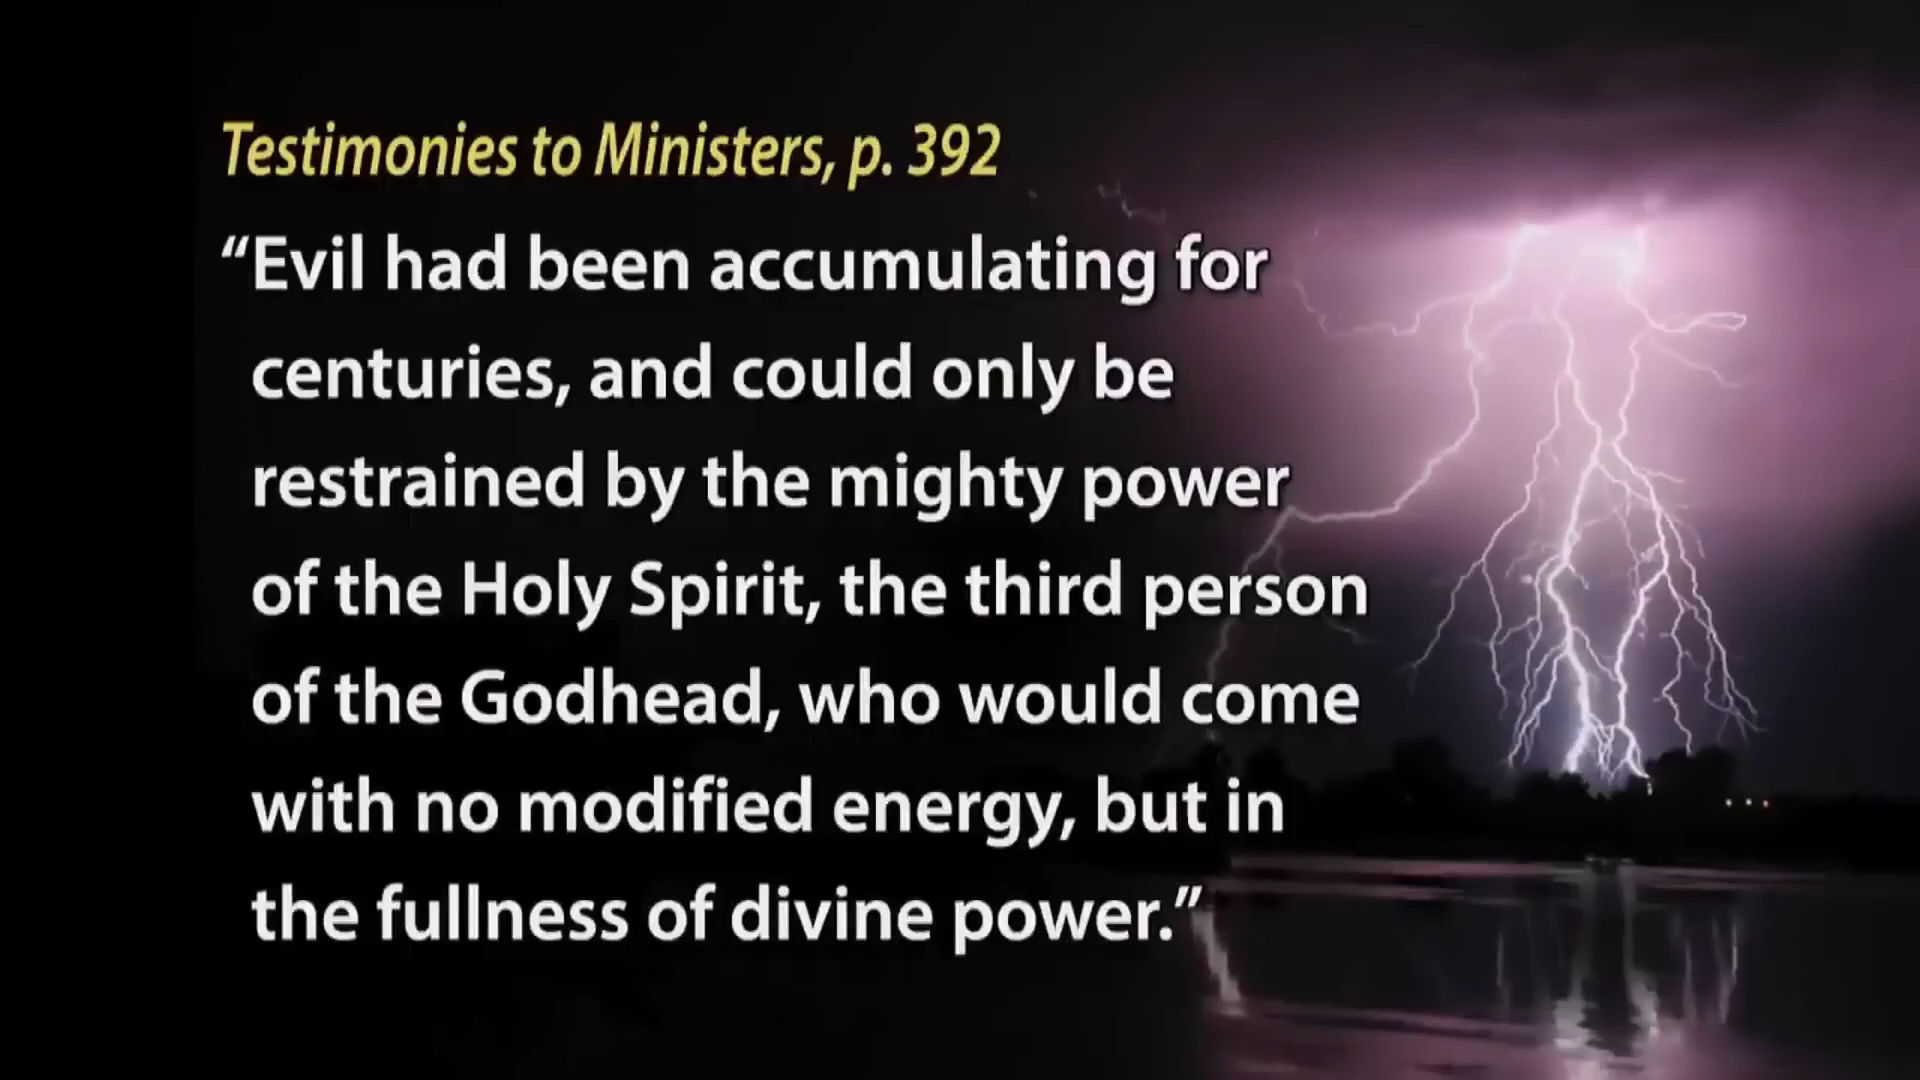 Testimonies to Ministers, p. 392
“Evil had been accumulating for
centuries, and could only be
restrained by the mighty power
of the Holy Spirit, the third person
of the Godhead, who would come
with no modified energy, but in
the fullness of divine power.”